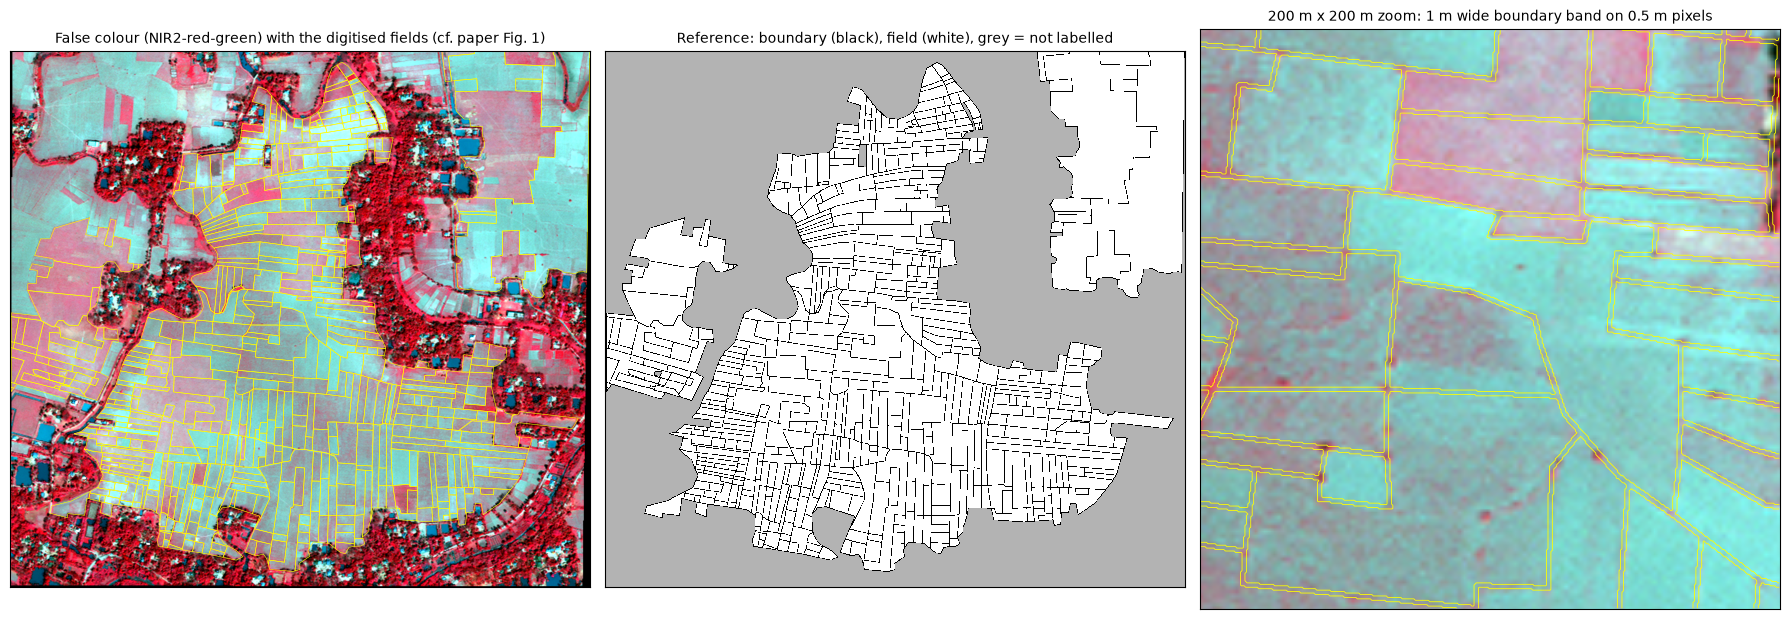 False colour (NIR2-red-green) with the digitised fields (cf. paper Fig. 1)
Reference: boundary (black), field (white), grey = not labelled
200 m x 200 m zoom: 1 m wide boundary band on 0.5 m pixels